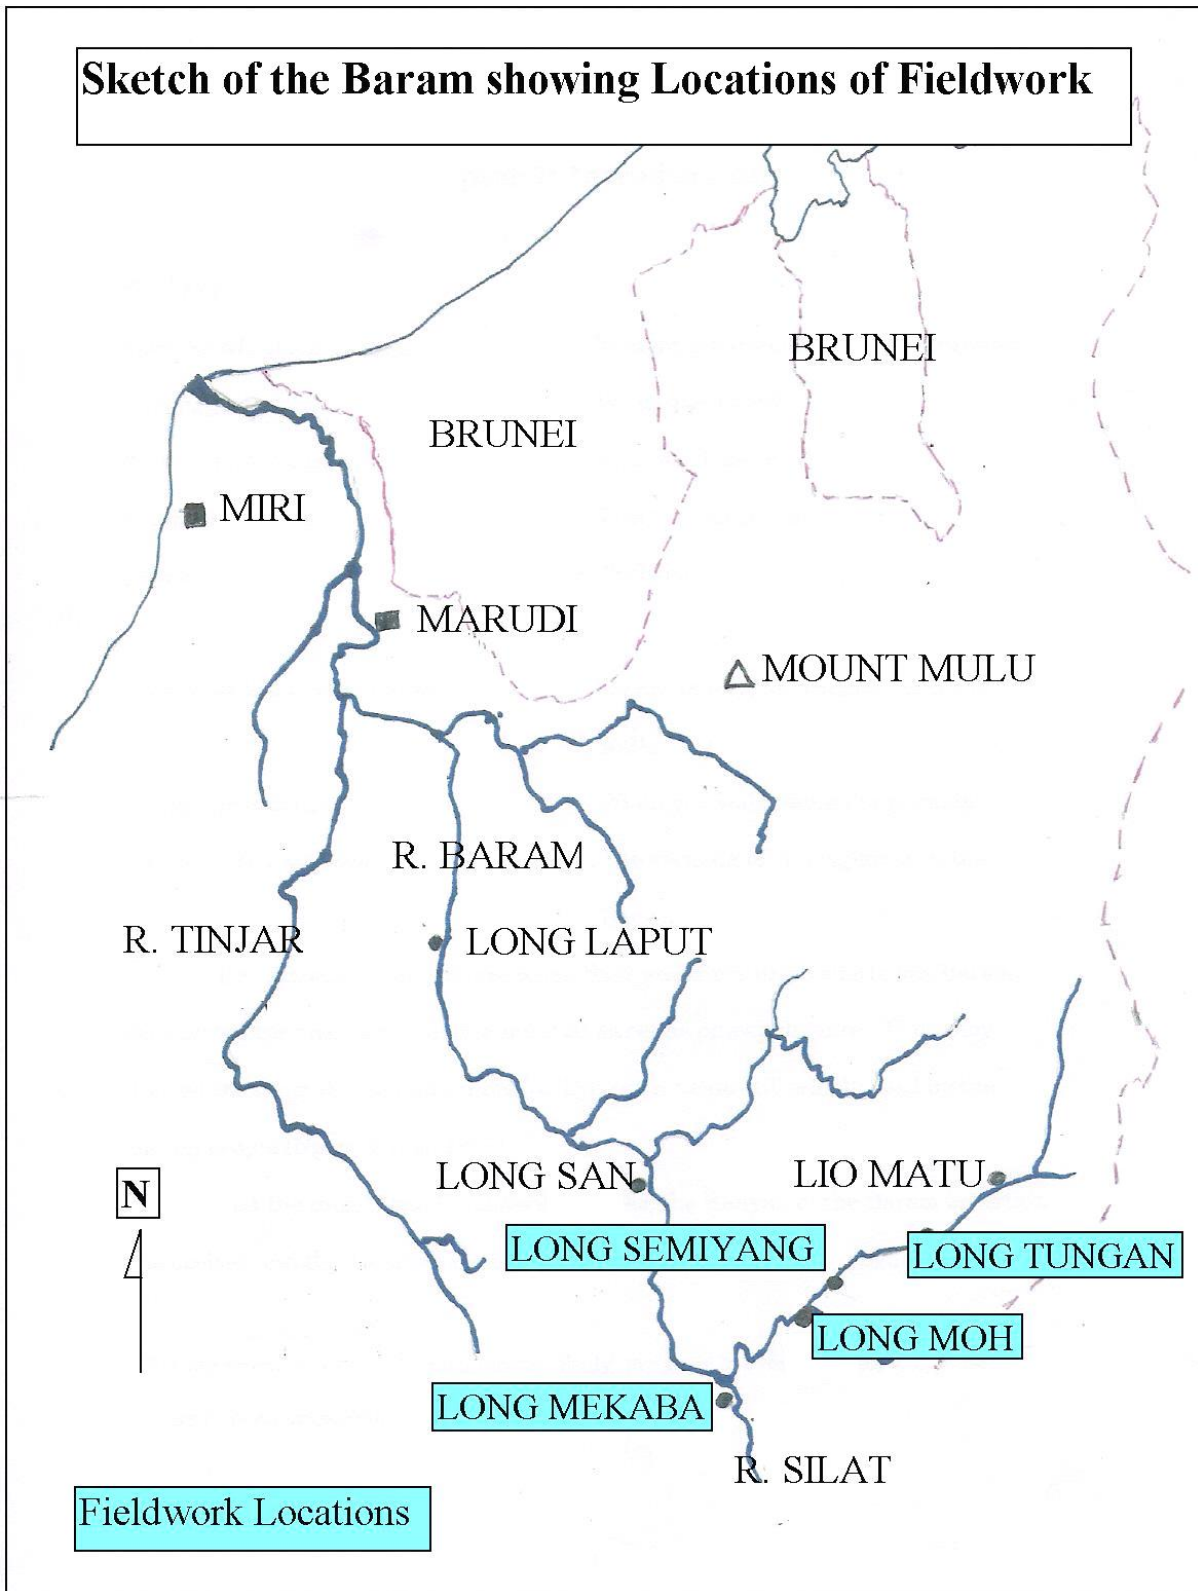 Sketch of the Baram showing Locations of Fieldwork
BRUNEI
BRUNEI
MIRI
MARUDI
MOUNT MULU
R. BARAM
R. TINJAR
LONG LAPUT
LONG SAN
LIO MATU
N
LONG SEMIYANG
LONG TUNGAN
LONG MOH
LONG MEKABA
R. SILAT
Fieldwork Locations